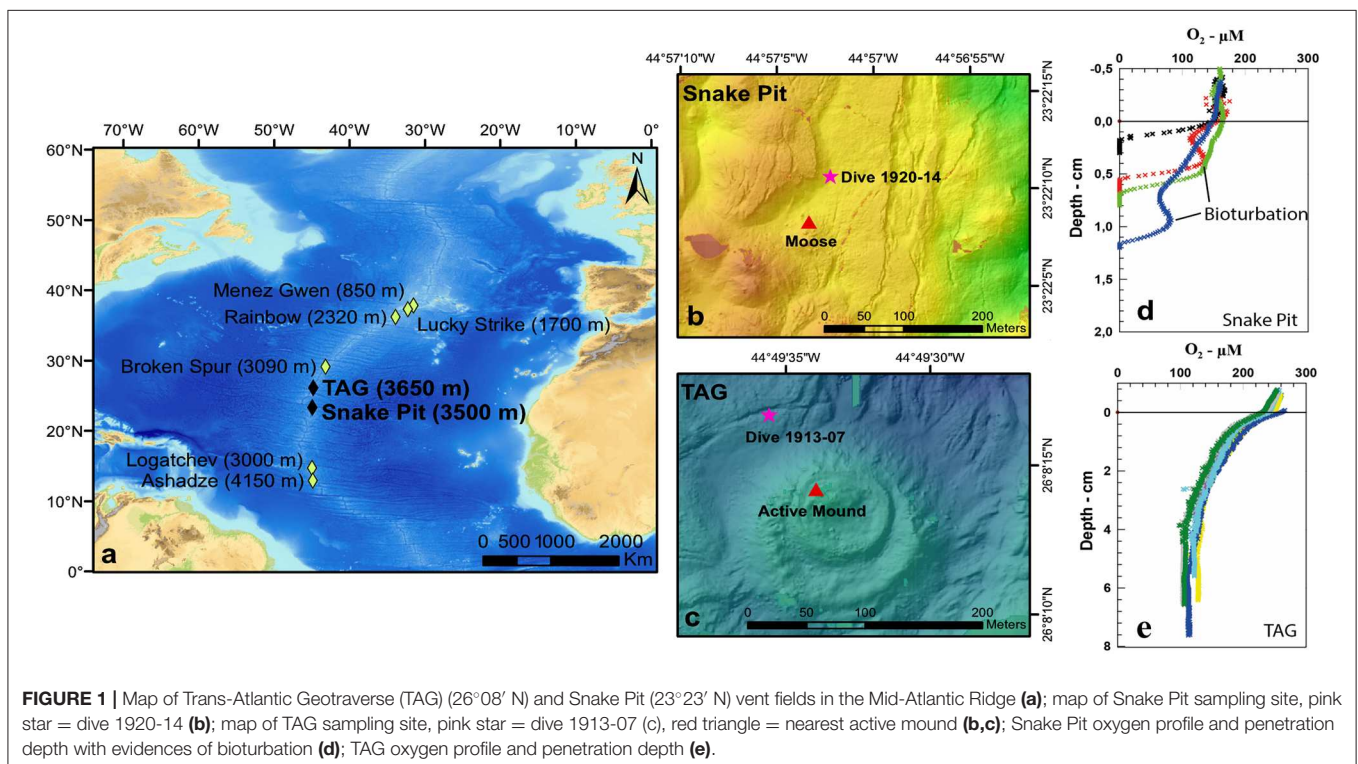 70°W 60°W 50°W 40°W 30°W 20°W 10°W 0°
60°N
50°N
40°N
30°N
20°N
10°N
0°
N
Menez Gwen (850 m)
Rainbow (2320 m)
Lucky Strike (1700 m)
Broken Spur (3090 m)
TAG (3650 m)
Snake Pit (3500 m)
Logatchev (3000 m)
Ashadze (4150 m)
0 500 1000 2000
Km
a
44°57'10"W 44°57'5"W 44°57'W 44°56'55"W
Snake Pit
23°22'15"N
23°22'10"N
23°22'5"N
Dive 1920-14
Moose
0 50 100 200
Meters
b
44°49'35"W 44°49'30"W
TAG
Dive 1913-07
26°8'15"N
26°8'10"N
Active Mound
0 50 100 200
Meters
c
O2 - µM
0 100 200 300
-0,5
0,0
0,5
1,0
1,5
2,0
Depth - cm
Bioturbation
d
Snake Pit
O2 - µM
0 100 200 300
0
2
4
6
8
Depth - cm
e
TAG
FIGURE 1 | Map of Trans-Atlantic Geotraverse (TAG) (26°08′ N) and Snake Pit (23°23′ N) vent fields in the Mid-Atlantic Ridge (a); map of Snake Pit sampling site, pink
star = dive 1920-14 (b); map of TAG sampling site, pink star = dive 1913-07 (c), red triangle = nearest active mound (b,c); Snake Pit oxygen profile and penetration
depth with evidences of bioturbation (d); TAG oxygen profile and penetration depth (e).